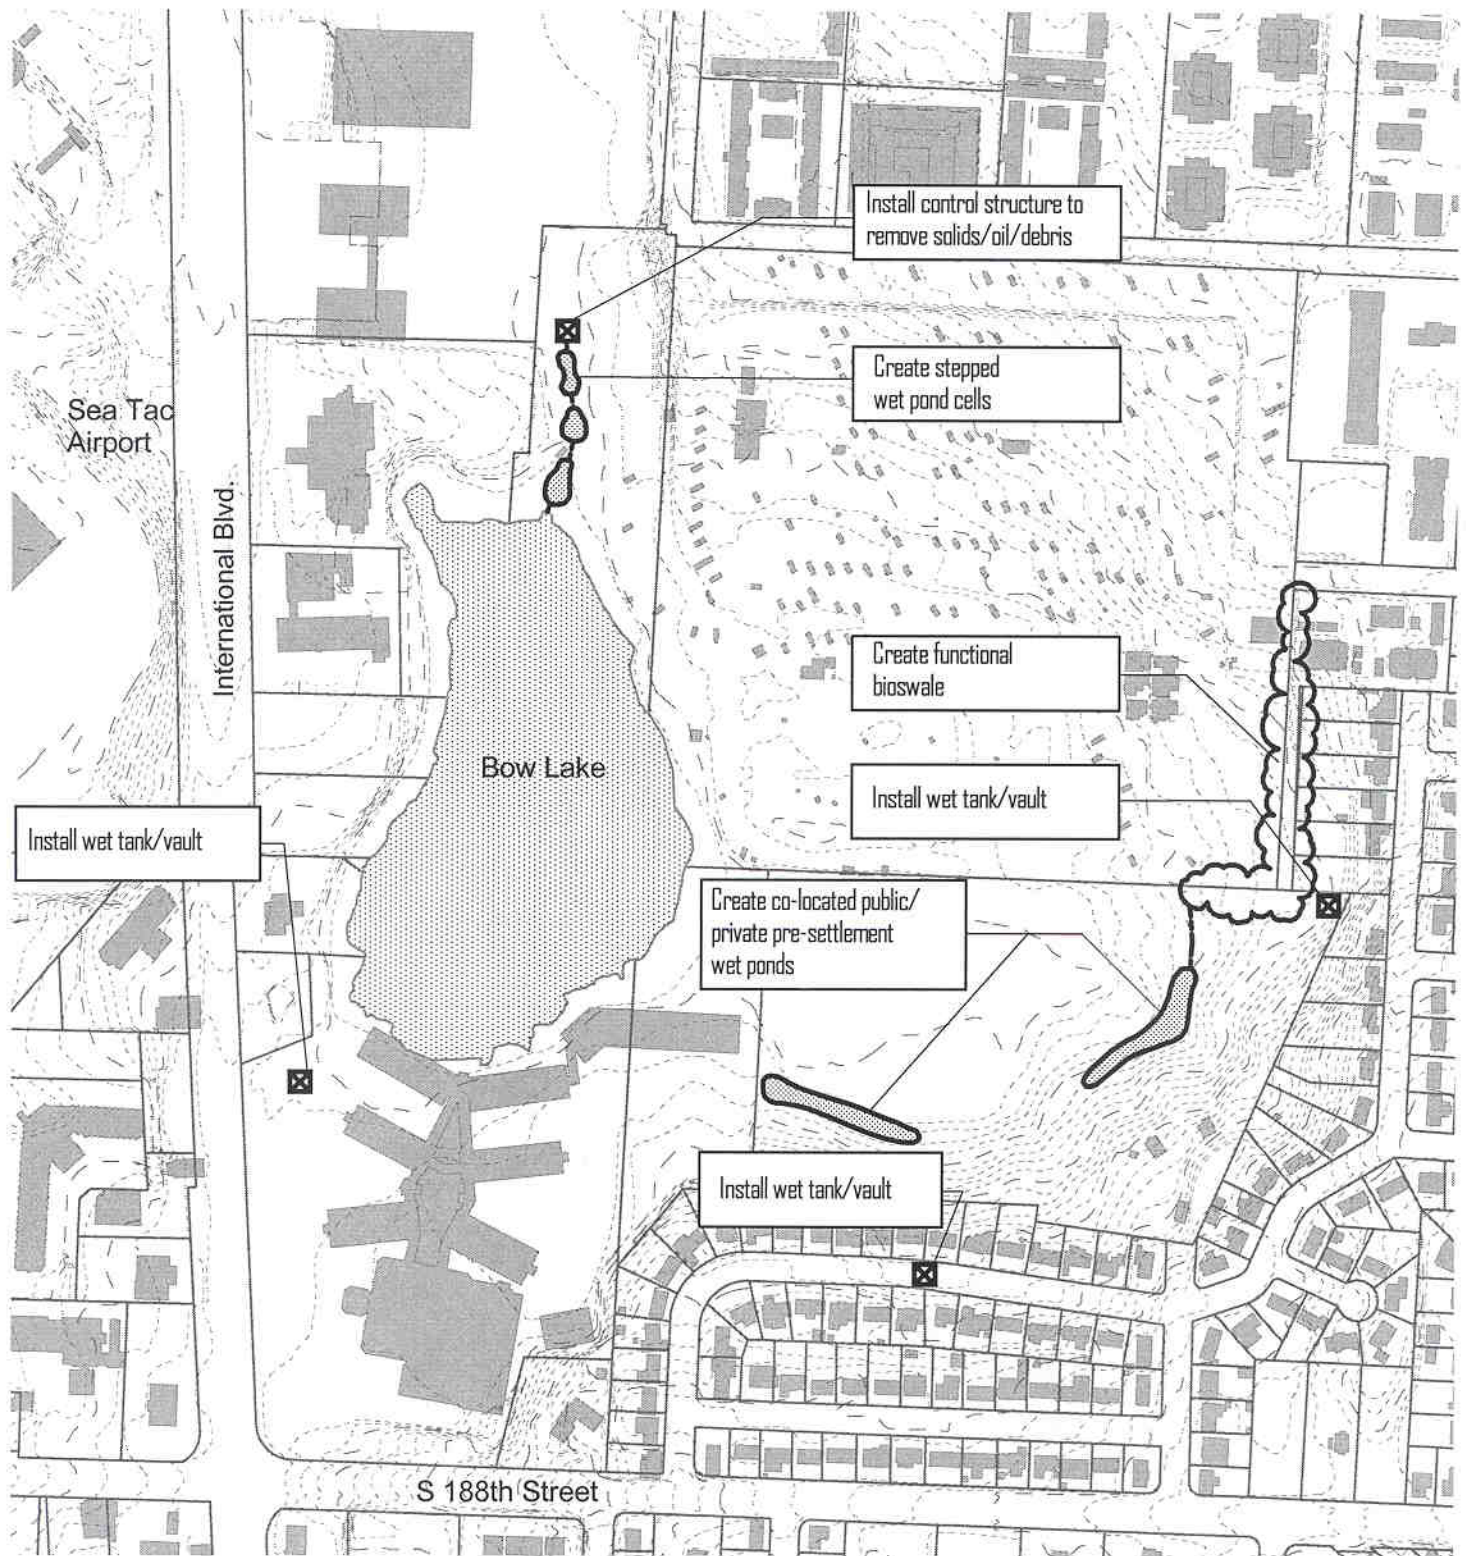 Install control structure to
remove solids/oil/debris
Create stepped
wet pond cells
Sea Tac
Airport
International Blvd.
Create functional
bioswale
Bow Lake
Install wet tank/vault
Install wet tank/vault
Create co-located public/
private pre-settlement
wet ponds
Install wet tank/vault
S 188th Street